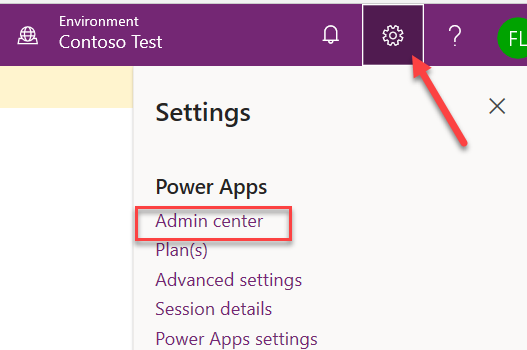 Environment
Contoso Test
?
FL
Settings
Power Apps
Admin center
Plan(s)
Advanced settings
Session details
Power Apps settings